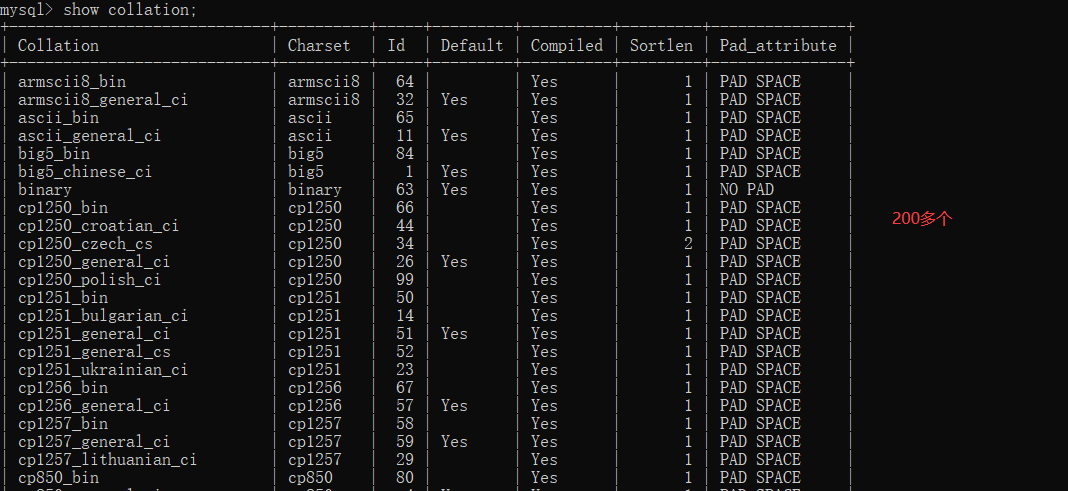 mysql> show collation;
+-----------------------------+----------+-----+---------+----------+---------+---------------+
| Collation | Charset | Id | Default | Compiled | Sortlen | Pad_attribute |
+-----------------------------+----------+-----+---------+----------+---------+---------------+
| armscii8_bin | armscii8 | 64 | | Yes | 1 | PAD SPACE |
| armscii8_general_ci | armscii8 | 32 | Yes | Yes | 1 | PAD SPACE |
| ascii_bin | ascii | 65 | | Yes | 1 | PAD SPACE |
| ascii_general_ci | ascii | 11 | Yes | Yes | 1 | PAD SPACE |
| big5_bin | big5 | 84 | | Yes | 1 | PAD SPACE |
| big5_chinese_ci | big5 | 1 | Yes | Yes | 1 | PAD SPACE |
| binary | binary | 63 | Yes | Yes | 1 | NO PAD |
| cp1250_bin | cp1250 | 66 | | Yes | 1 | PAD SPACE |
200多个
| cp1250_croatian_ci | cp1250 | 44 | | Yes | 1 | PAD SPACE |
| cp1250_czech_cs | cp1250 | 34 | | Yes | 2 | PAD SPACE |
| cp1250_general_ci | cp1250 | 26 | Yes | Yes | 1 | PAD SPACE |
| cp1250_polish_ci | cp1250 | 99 | | Yes | 1 | PAD SPACE |
| cp1251_bin | cp1251 | 50 | | Yes | 1 | PAD SPACE |
| cp1251_bulgarian_ci | cp1251 | 14 | | Yes | 1 | PAD SPACE |
| cp1251_general_ci | cp1251 | 51 | Yes | Yes | 1 | PAD SPACE |
| cp1251_general_cs | cp1251 | 52 | | Yes | 1 | PAD SPACE |
| cp1251_ukrainian_ci | cp1251 | 23 | | Yes | 1 | PAD SPACE |
| cp1256_bin | cp1256 | 67 | | Yes | 1 | PAD SPACE |
| cp1256_general_ci | cp1256 | 57 | Yes | Yes | 1 | PAD SPACE |
| cp1257_bin | cp1257 | 58 | | Yes | 1 | PAD SPACE |
| cp1257_general_ci | cp1257 | 59 | Yes | Yes | 1 | PAD SPACE |
| cp1257_lithuanian_ci | cp1257 | 29 | | Yes | 1 | PAD SPACE |
| cp850_bin | cp850 | 80 | | Yes | 1 | PAD SPACE |